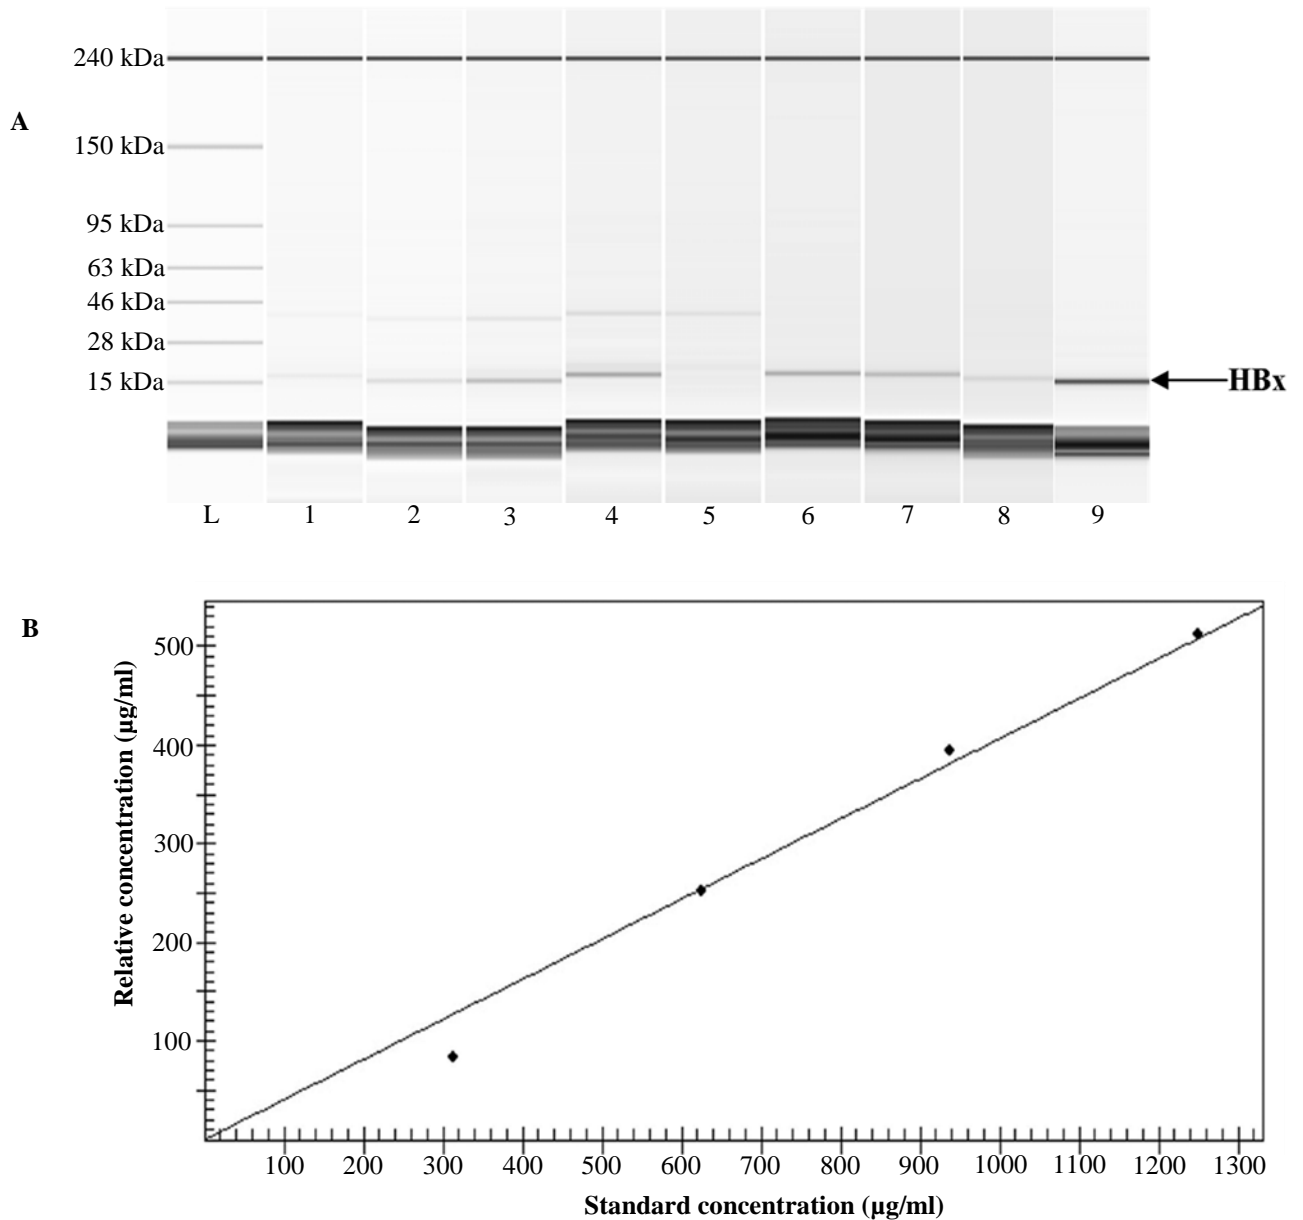 A
240 kDa
150 kDa
95 kDa
63 kDa
46 kDa
28 kDa
15 kDa
HBx
L 1 2 3 4 5 6 7 8 9
B
Relative concentration (µg/ml)
500
400
300
200
100
100 200 300 400 500 600 700 800 900 1000 1100 1200 1300
Standard concentration (µg/ml)